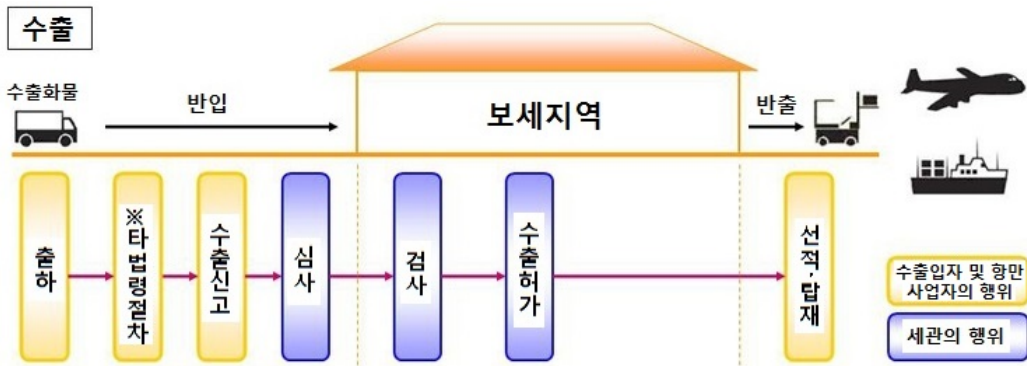 수출
수출화물
반입
보세지역
반출
출하
※타법령절차
수출신고
심사
검사
수출허가
선적·탑재
수출입자 및 항만
사업자의 행위
세관의 행위